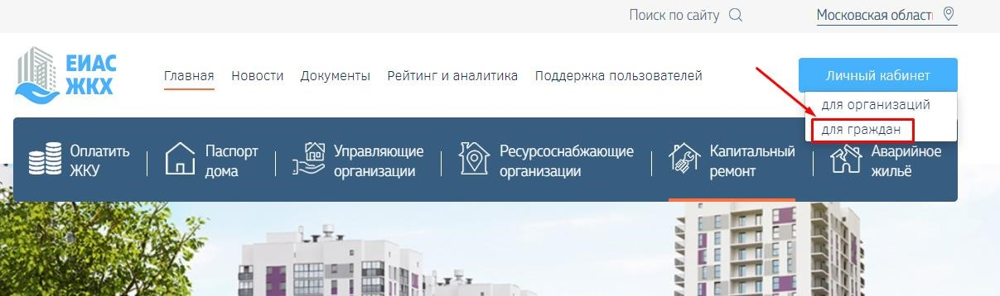 Поиск по сайту
Московская област
ЕИАС
ЖКХ
Главная
Новости
Документы
Рейтинг и аналитика
Поддержка пользователей
Личный кабинет
для организаций
для граждан
Оплатить
ЖКУ
Паспорт
дома
Управляющие
организации
Ресурсоснабжающие
организации
Капитальный
ремонт
Аварийное
жильё